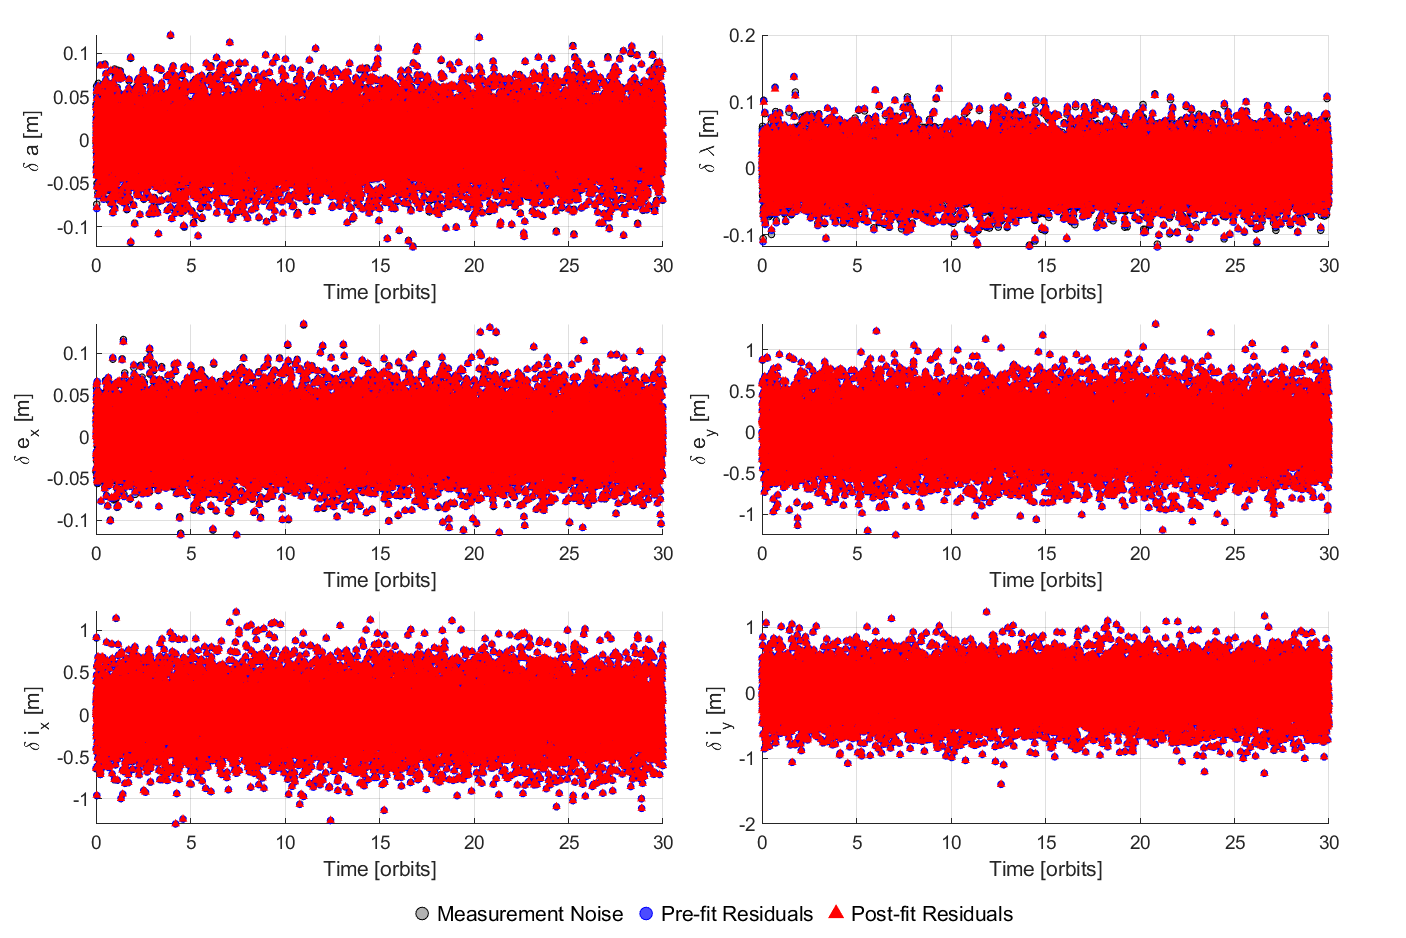 0.1
0.05
0
-0.05
-0.1
δ a [m]
0 5 10 15 20 25 30
Time [orbits]
0.2
0.1
0
-0.1
δ λ [m]
0 5 10 15 20 25 30
Time [orbits]
0.1
0.05
0
-0.05
-0.1
δ e_x [m]
0 5 10 15 20 25 30
Time [orbits]
1
0.5
0
-0.5
-1
δ e_y [m]
0 5 10 15 20 25 30
Time [orbits]
1
0.5
0
-0.5
-1
δ i_x [m]
0 5 10 15 20 25 30
Time [orbits]
1
0
-1
-2
δ i_y [m]
0 5 10 15 20 25 30
Time [orbits]
Measurement Noise Pre-fit Residuals Post-fit Residuals